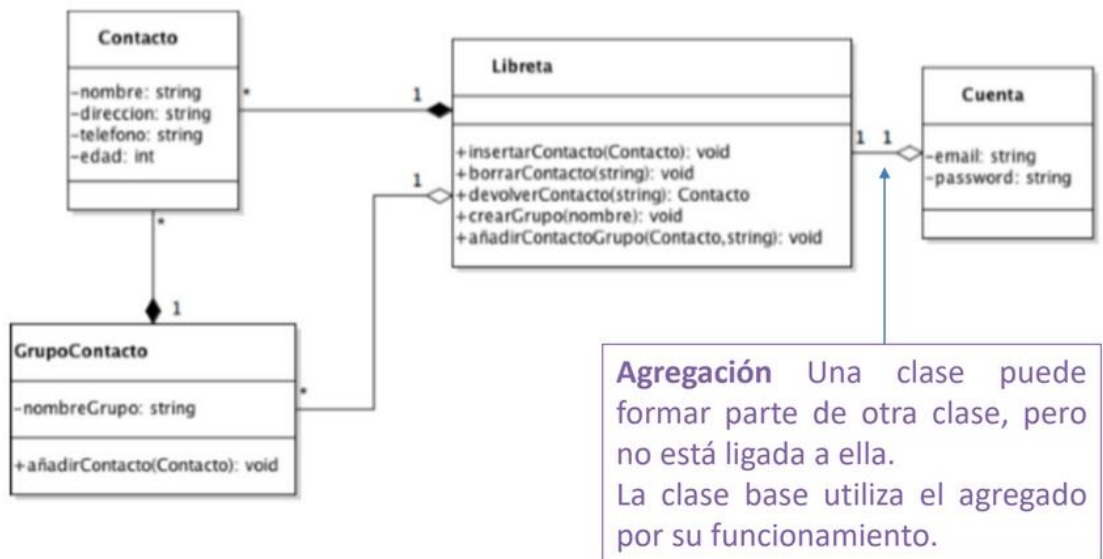 Contacto
-nombre: string
-direccion: string
-telefono: string
-edad: int
*
*
Libreta
+insertarContacto(Contacto): void
+borrarContacto(string): void
+devolverContacto(string): Contacto
+crearGrupo(nombre): void
+añadirContactoGrupo(Contacto,string): void
1
1
1 1
Cuenta
-email: string
-password: string
1
GrupoContacto
-nombreGrupo: string
+añadirContacto(Contacto): void
*
Agregación Una clase puede
formar parte de otra clase, pero
no está ligada a ella.
La clase base utiliza el agregado
por su funcionamiento.